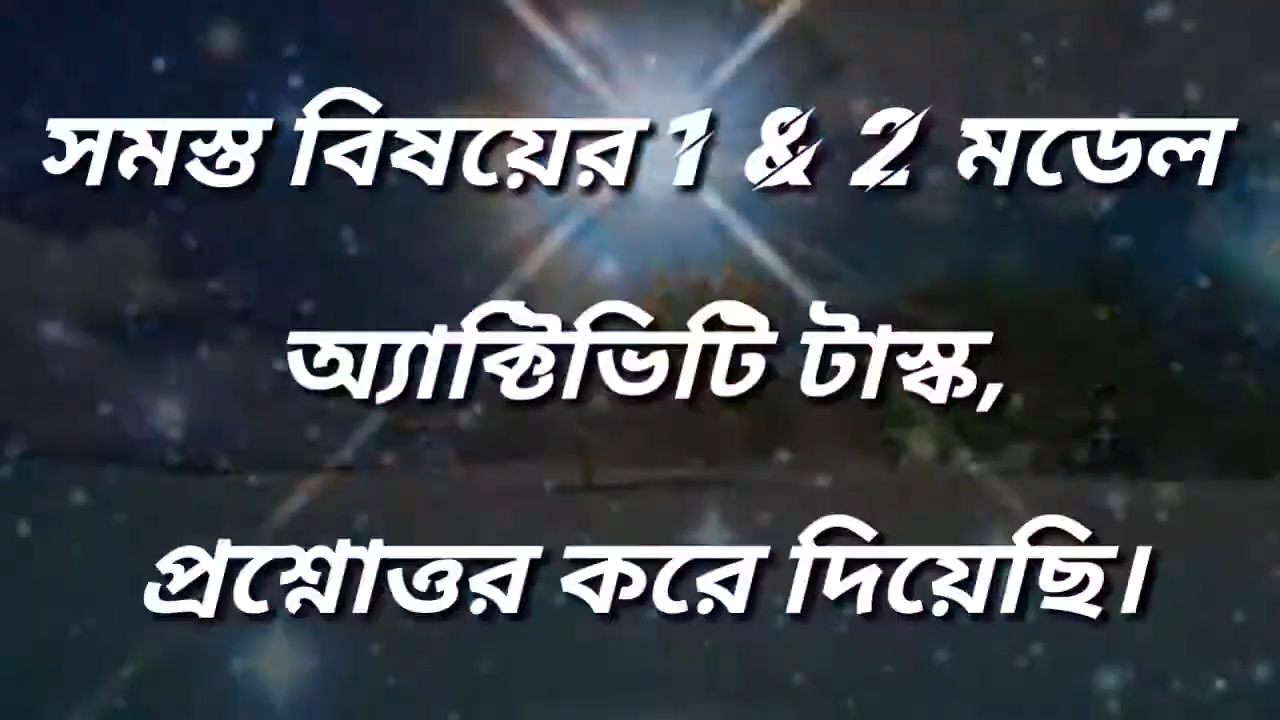 সমস্ত বিষয়ের 1 & 2 মডেল
অ্যাক্টিভিটি টাস্ক,
প্রশ্নোত্তর করে দিয়েছি।